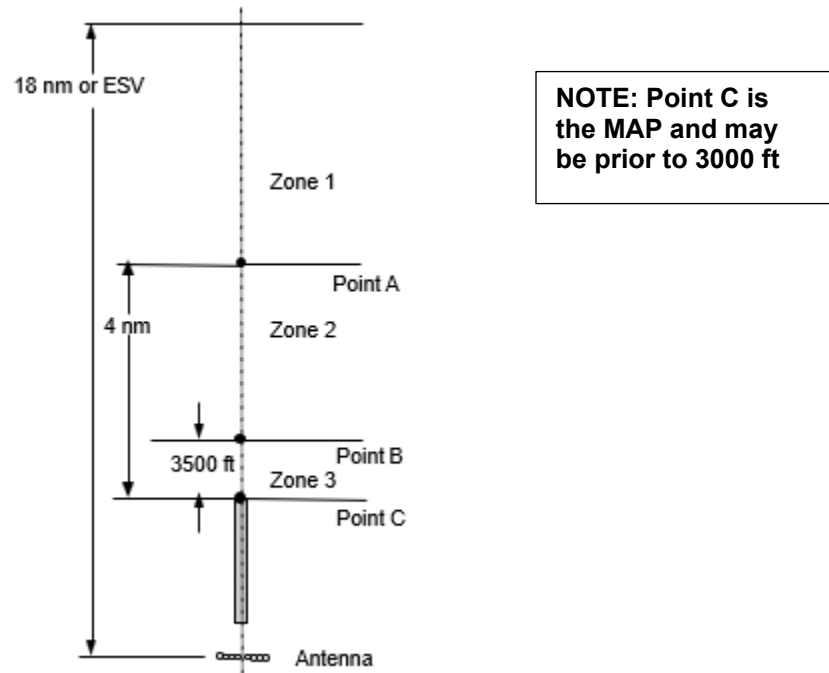 18 nm or ESV
NOTE: Point C is
the MAP and may
be prior to 3000 ft
Zone 1
Point A
4 nm
Zone 2
Point B
3500 ft
Zone 3
Point C
Antenna